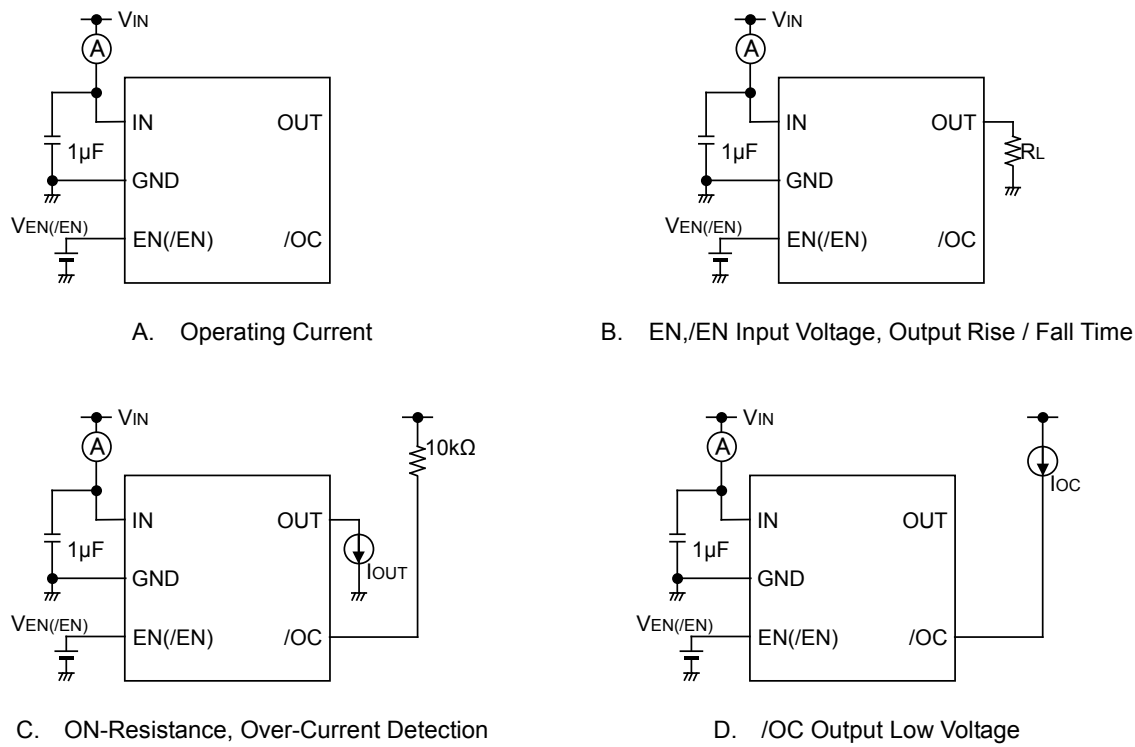 VIN
A
IN OUT
1µF
GND
VEN(/EN)
EN(/EN) /OC
A. Operating Current
VIN
A
IN OUT
RL
1µF
GND
VEN(/EN)
EN(/EN) /OC
B. EN,/EN Input Voltage, Output Rise / Fall Time
VIN
A
10kΩ
IN OUT
1µF
IOUT
GND
VEN(/EN)
EN(/EN) /OC
C. ON-Resistance, Over-Current Detection
VIN
A
IOC
IN OUT
1µF
GND
VEN(/EN)
EN(/EN) /OC
D. /OC Output Low Voltage